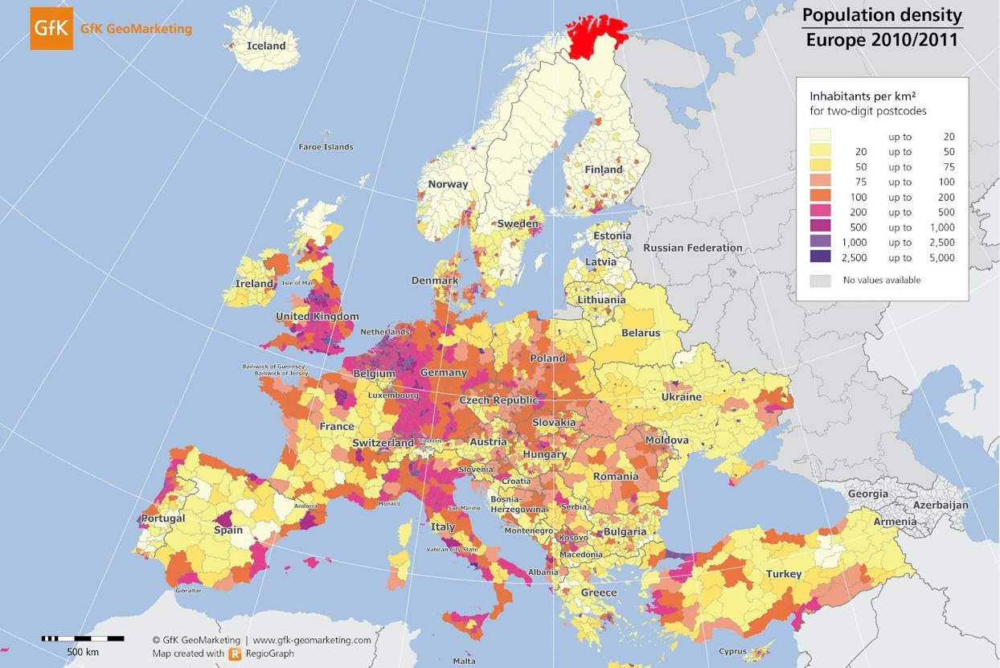 GfK GfK GeoMarketing
Population density
Europe 2010/2011
Inhabitants per km²
for two-digit postcodes
up to 20
20 up to 50
50 up to 75
75 up to 100
100 up to 200
200 up to 500
500 up to 1,000
1,000 up to 2,500
2,500 up to 5,000
No values available
Iceland
Faroe Islands
Norway
Finland
Sweden
Estonia
Russian Federation
Latvia
Denmark
Ireland
Isle of Man
Lithuania
United Kingdom
Netherlands
Belarus
Poland
Bailiwick of Guernsey
Bailiwick of Jersey
Belgium
Germany
Luxembourg
Czech Republic
Ukraine
France
Slovakia
Switzerland
Liechten-
stein
Austria
Moldova
Hungary
Slovenia
Romania
Croatia
Georgia
Bosnia-
Herzegowina
Azerbaijan
Monaco
Andorra
San Marino
Serbia
Portugal
Spain
Italy
Armenia
Montenegro
Bulgaria
Kosovo
Vatican City State
Macedonia
Albania
Turkey
Greece
Gibraltar
500 km
© GfK GeoMarketing | www.gfk-geomarketing.com
Map created with R RegioGraph
Cyprus
Malta